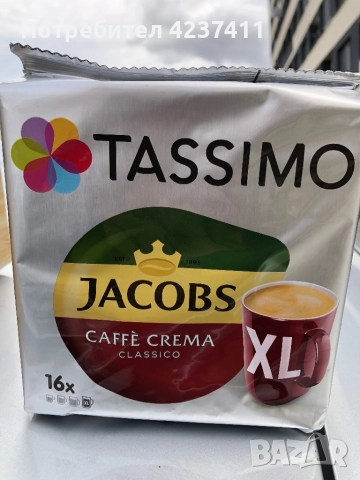 Потребител 4237411
TASSIMO
JACOBS
CAFFÈ CREMA
CLASSICO
XL
16x
BAZAR